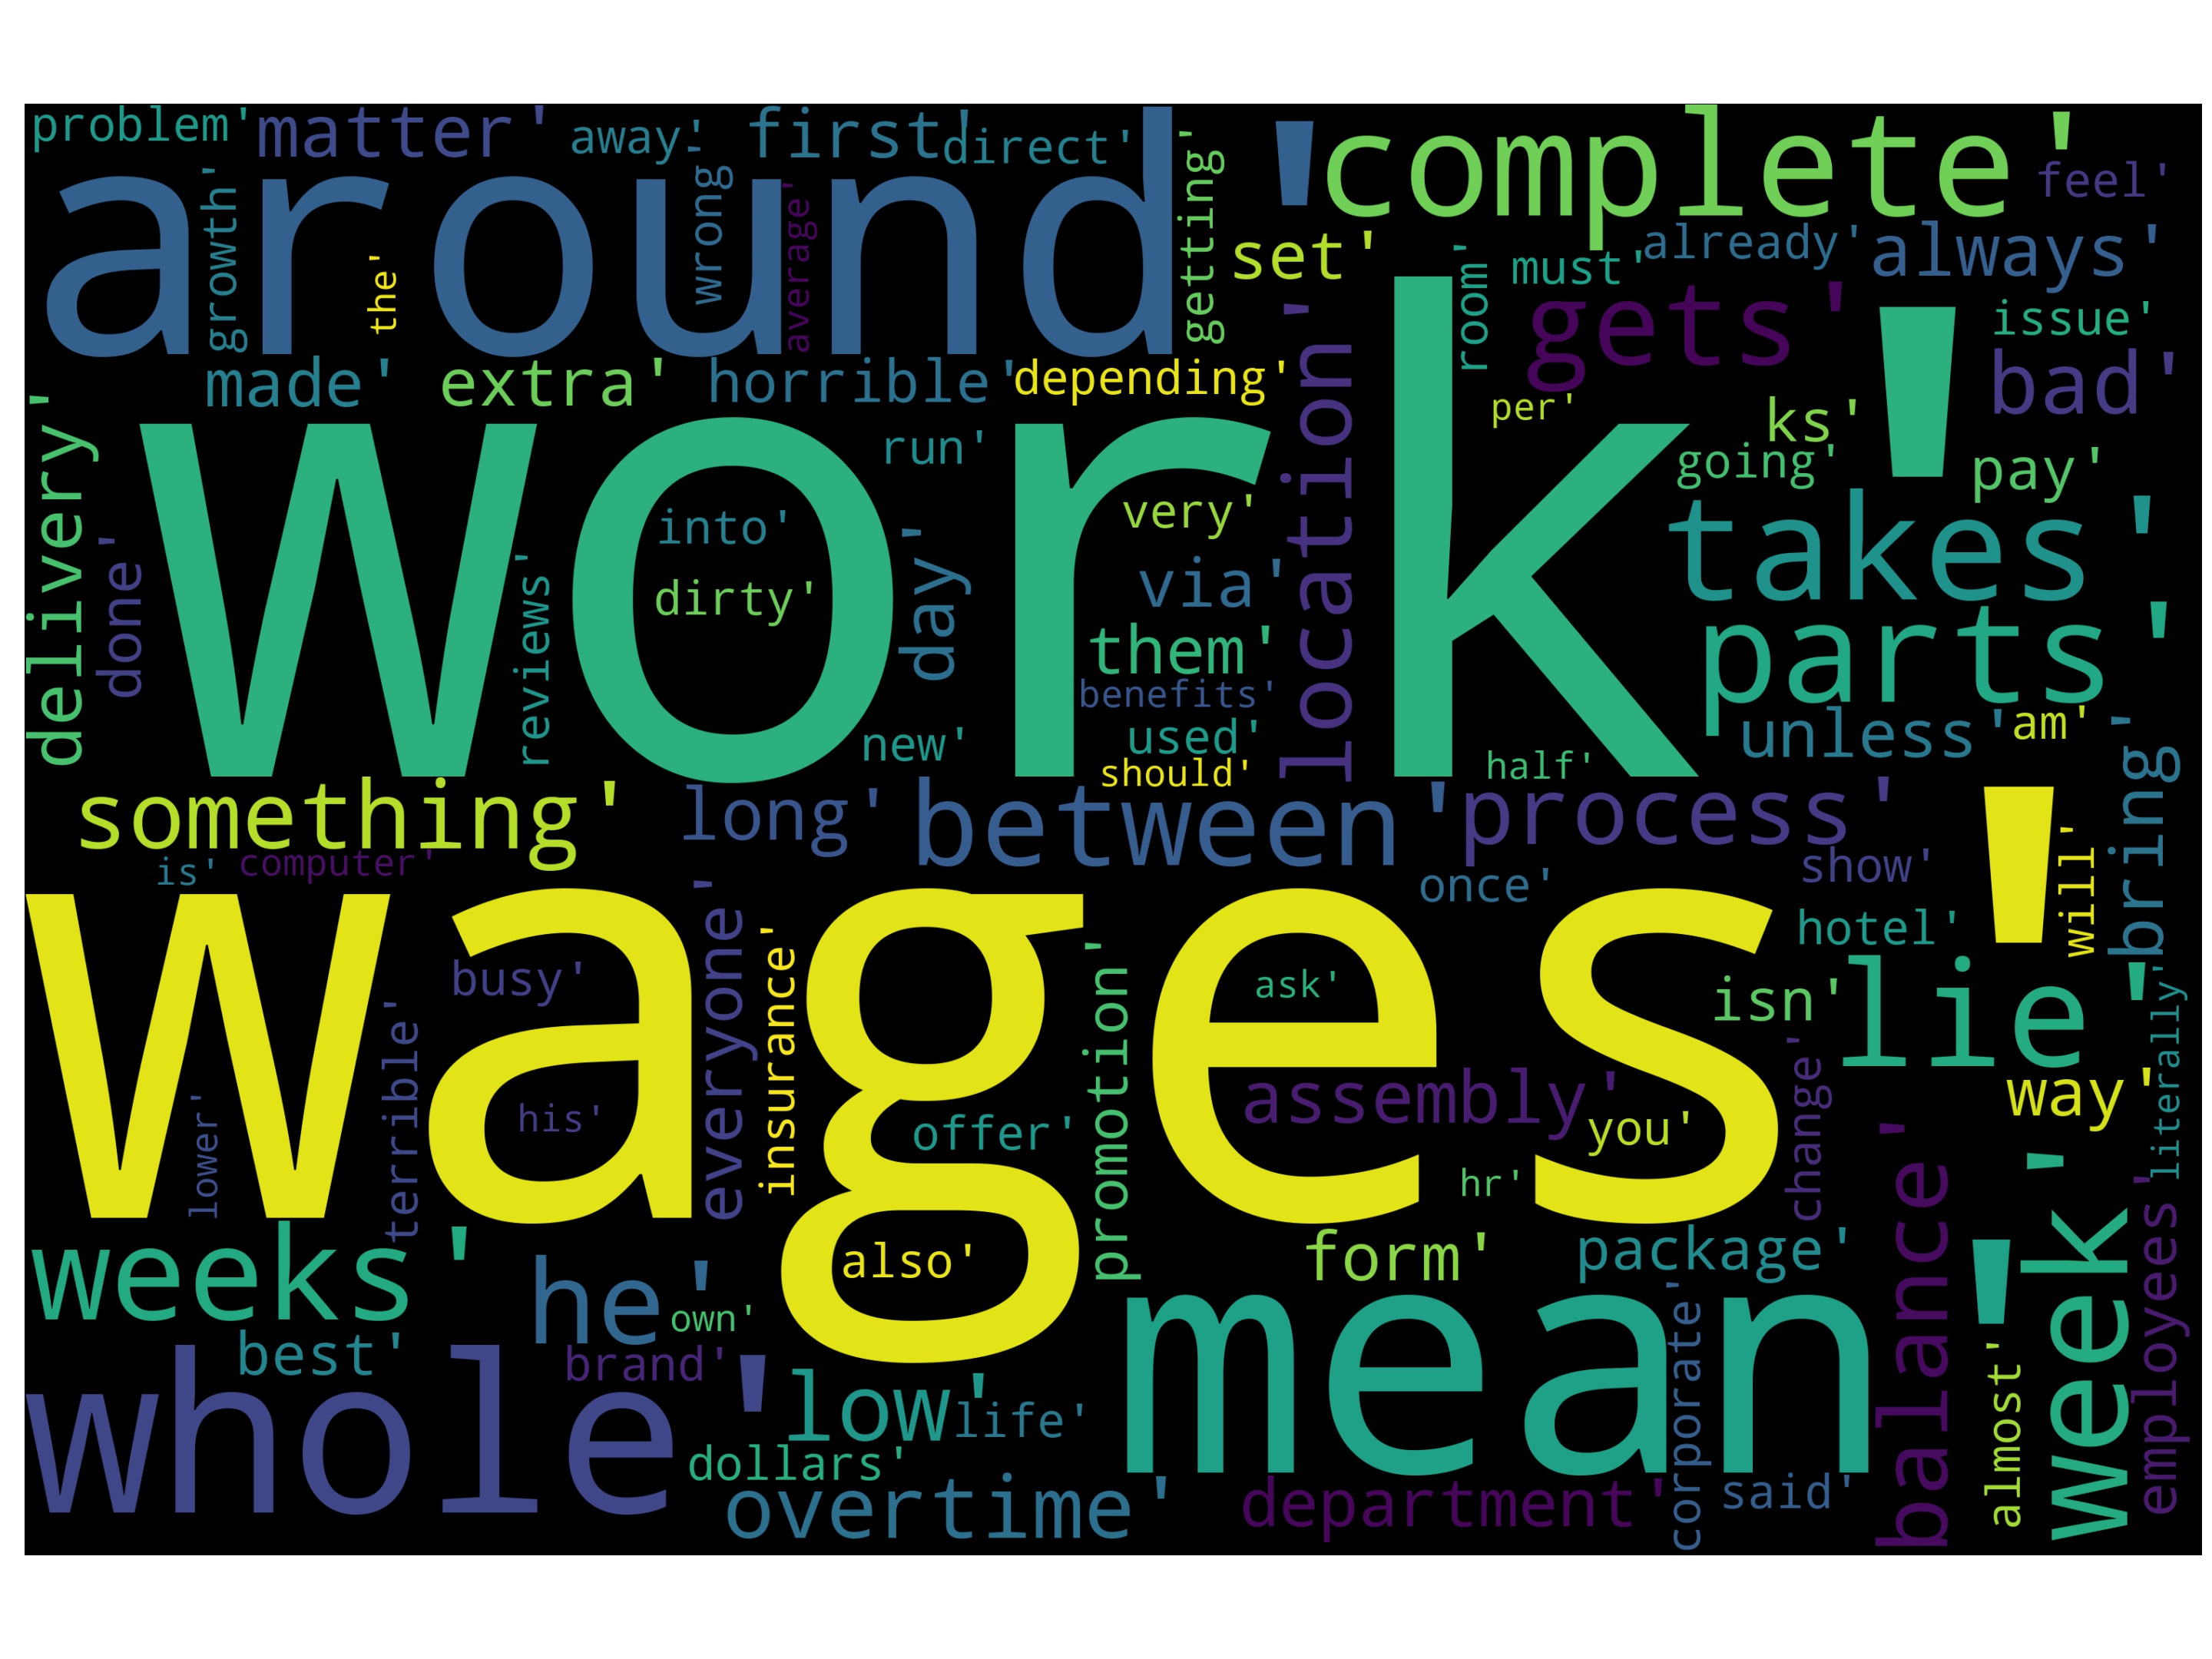 problem'
matter'
away'
first'
direct'
around'
complete'
feel'
growth'
the'
wrong'
average'
getting'
set'
room'
must'
already'
always'
gets'
issue'
made'
extra'
horrible'
depending'
location'
per'
ks'
bad'
delivery'
done'
work'
run'
going'
pay'
into'
very'
takes'
dirty'
reviews'
day'
via'
them'
parts'
benefits'
new'
used'
should'
half'
unless'
am'
bring'
something'
long'
between'
process'
is'
computer'
once'
show'
will'
wages'
hotel'
busy'
everyone'
insurance'
promotion'
ask'
isn'
lie'
literally'
terrible'
lower'
his'
offer'
assembly'
you'
change'
way'
hr'
weeks'
he'
own'
also'
form'
package'
balance'
week'
employees'
best'
brand'
whole'
low'
life'
mean'
corporate'
almost'
dollars'
overtime'
department'
said'